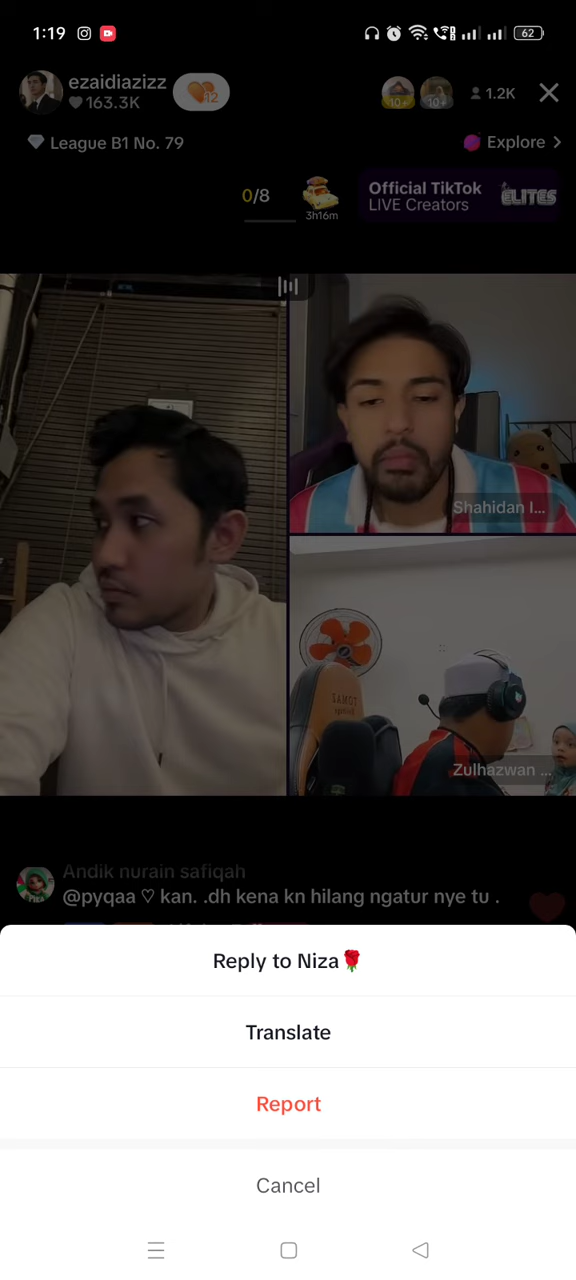 1:19
62
ezaidiazizz
163.3K
12
10+
10+
1.2K
League B1 No. 79
Explore
0/8
3h16m
Official TikTok
LIVE Creators
ELITES
Shahidan I...
Zulhazwan ...
Andik nurain safiqah
@pyqaa ♡ kan. .dh kena kn hilang ngatur nye tu .
Reply to Niza🌹
Translate
Report
Cancel